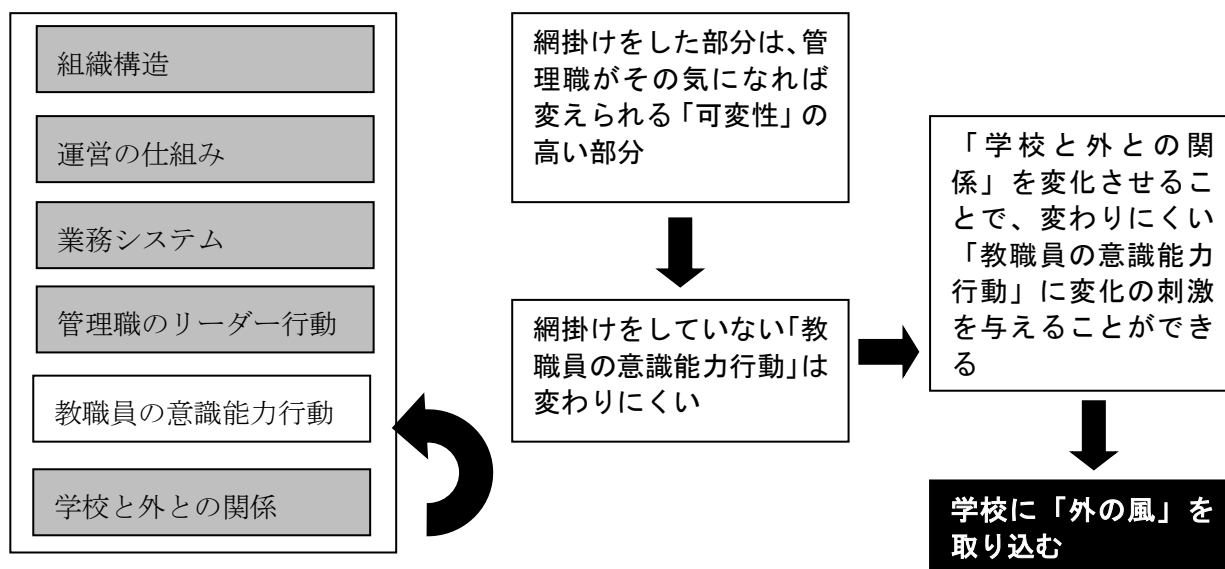 組織構造
運営の仕組み
業務システム
管理職のリーダー行動
教職員の意識能力行動
学校と外との関係
網掛けをした部分は、管
理職がその気になれば
変えられる「可変性」の
高い部分
網掛けをしていない「教
職員の意識能力行動」は
変わりにくい
「学校と外との関
係」を変化させるこ
とで、変わりにくい
「教職員の意識能力
行動」に変化の刺激
を与えることができ
る
学校に「外の風」を
取り込む